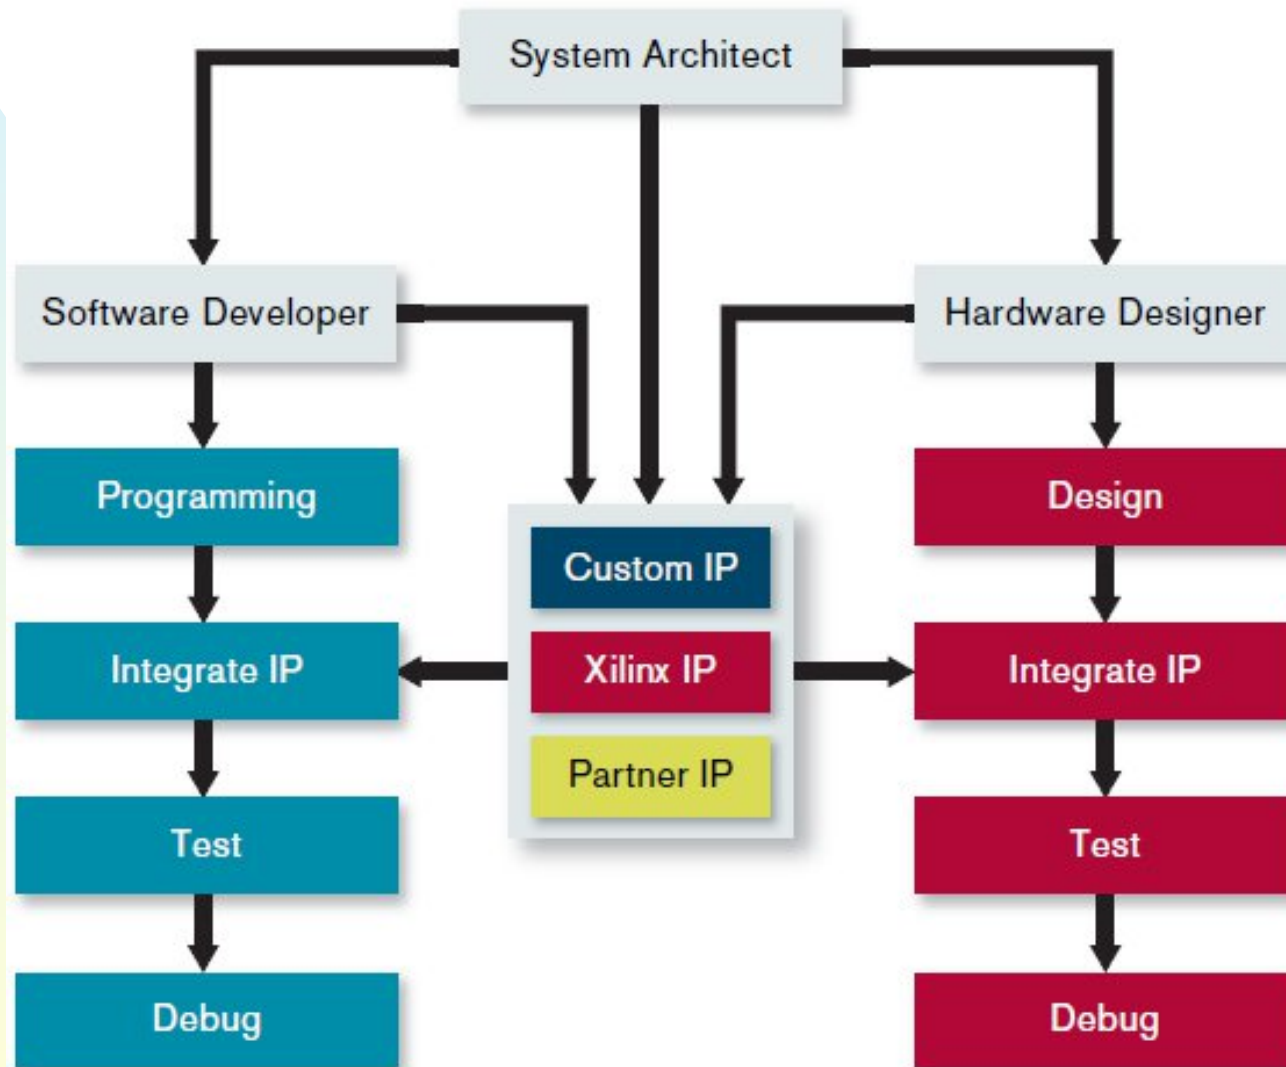 System Architect
Software Developer
Hardware Designer
Programming
Design
Custom IP
Integrate IP
Xilinx IP
Integrate IP
Partner IP
Test
Test
Debug
Debug